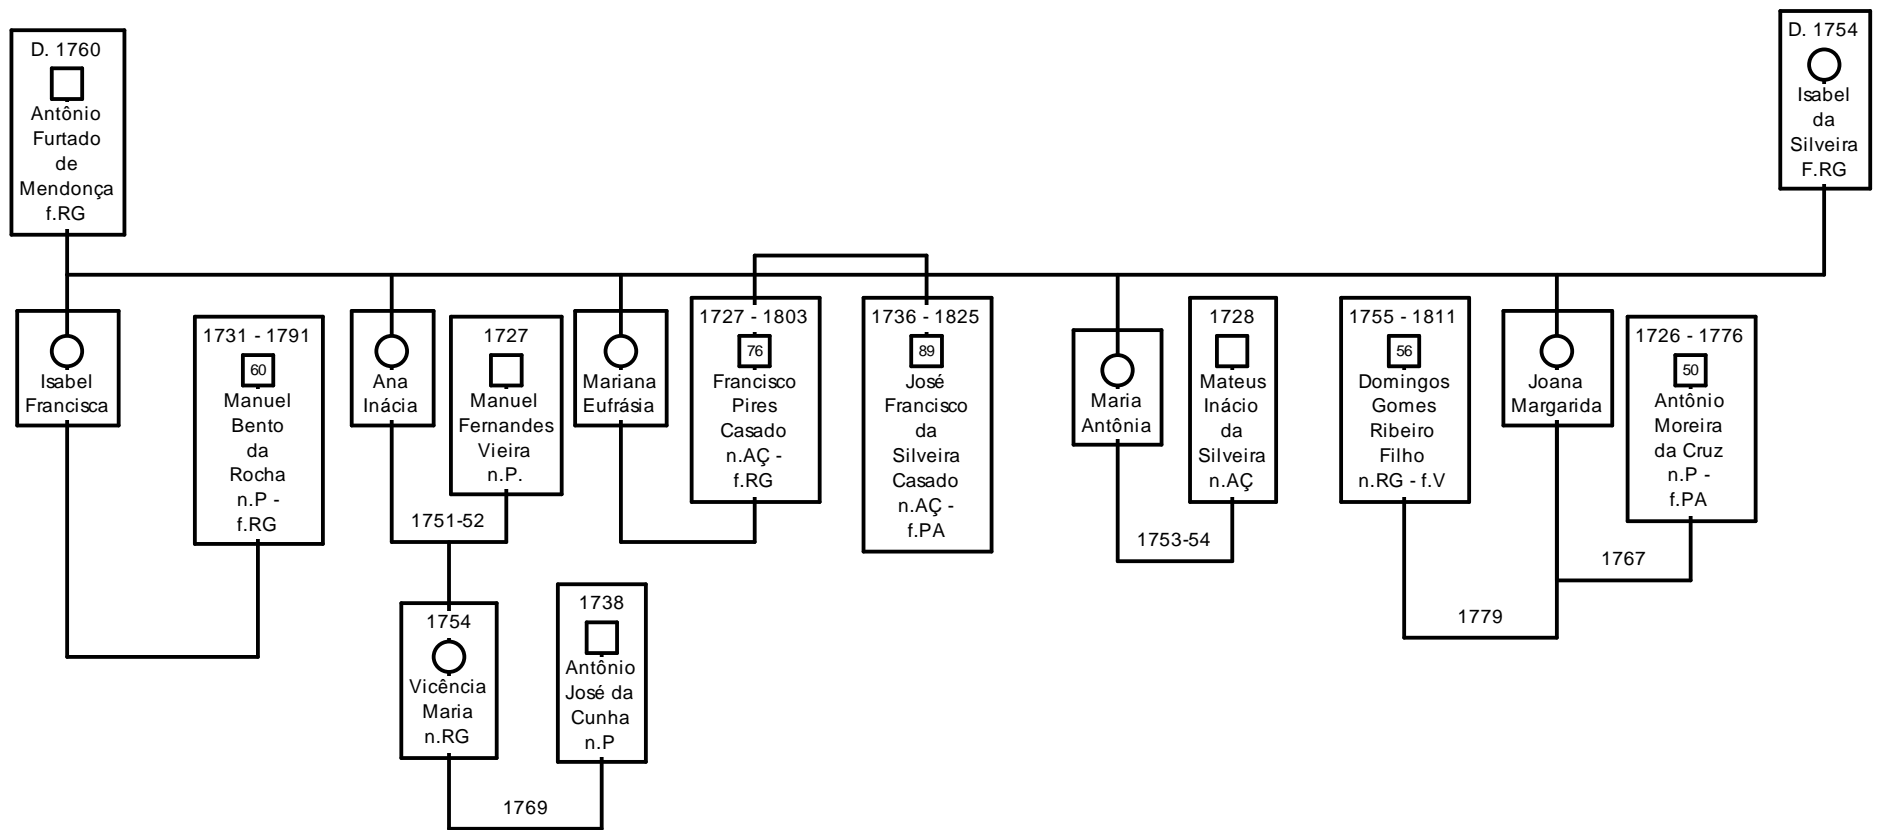 D. 1760
Antônio
Furtado
de
Mendonça
f.RG
D. 1754
Isabel
da
Silveira
F.RG
Isabel
Francisca
1731 - 1791
60
Manuel
Bento
da
Rocha
n.P -
f.RG
Ana
Inácia
1727
Manuel
Fernandes
Vieira
n.P.
1751-52
Mariana
Eufrásia
1727 - 1803
76
Francisco
Pires
Casado
n.AÇ -
f.RG
1736 - 1825
89
José
Francisco
da
Silveira
Casado
n.AÇ -
f.PA
Maria
Antônia
1728
Mateus
Inácio
da
Silveira
n.AÇ
1753-54
1755 - 1811
56
Domingos
Gomes
Ribeiro
Filho
n.RG - f.V
Joana
Margarida
1726 - 1776
50
Antônio
Moreira
da Cruz
n.P -
f.PA
1767
1779
1754
Vicência
Maria
n.RG
1738
Antônio
José da
Cunha
n.P
1769